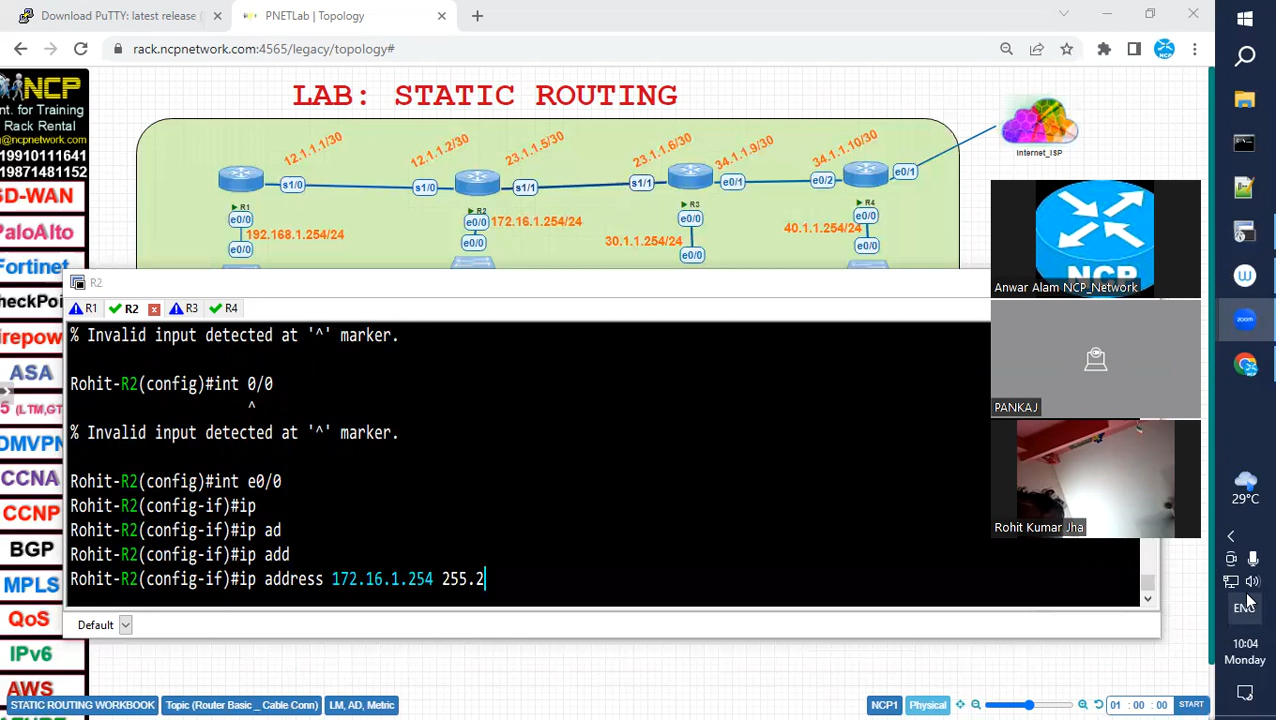 Download PuTTY: latest release (
PNETLab | Topology
rack.ncpnetwork.com:4565/legacy/topology#
NCP
nt. for Training
Rack Rental
@ncpnetwork.com
19910111641
19871481152
SD-WAN
PaloAlto
Fortinet
heckPoi
irepow
ASA
5 (LTM,GT
DMVPN
CCNA
CCNP
BGP
MPLS
QoS
IPv6
AWS
LAB: STATIC ROUTING
12.1.1.1/30
12.1.1.2/30
23.1.1.5/30
23.1.1.6/30
34.1.1.9/30
34.1.1.10/30
Internet_ISP
s1/0
s1/0
s1/1
s1/1
e0/1
e0/2
e0/1
R1
R2
R3
R4
e0/0
e0/0
172.16.1.254/24
e0/0
e0/0
e0/0
192.168.1.254/24
e0/0
30.1.1.254/24
e0/0
40.1.1.254/24
e0/0
R2
R1
R2
R3
R4
% Invalid input detected at '^' marker.
Rohit-R2(config)#int 0/0
^
% Invalid input detected at '^' marker.
Rohit-R2(config)#int e0/0
Rohit-R2(config-if)#ip
Rohit-R2(config-if)#ip ad
Rohit-R2(config-if)#ip add
Rohit-R2(config-if)#ip address 172.16.1.254 255.2
Default
NCP
Anwar Alam NCP_Network
PANKAJ
Rohit Kumar Jha
zoom
29°C
ENG
10:04
Monday
STATIC ROUTING WORKBOOK
Topic (Router Basic _ Cable Conn)
LM, AD, Metric
NCP1
Physical
01 : 00 : 00
START